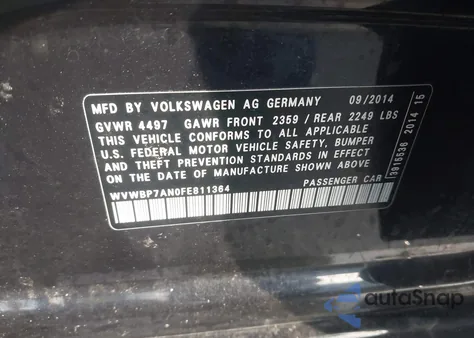 MFD BY VOLKSWAGEN AG GERMANY 09/2014
GVWR 4497 GAWR FRONT 2359 / REAR 2249 LBS
THIS VEHICLE CONFORMS TO ALL APPLICABLE
U.S. FEDERAL MOTOR VEHICLE SAFETY, BUMPER
AND THEFT PREVENTION STANDARDS IN EFFECT
ON THE DATE OF MANUFACTURE SHOWN ABOVE
WVWBP7AN0FE811364 PASSENGER CAR
3915536 2014 15
autoSnap